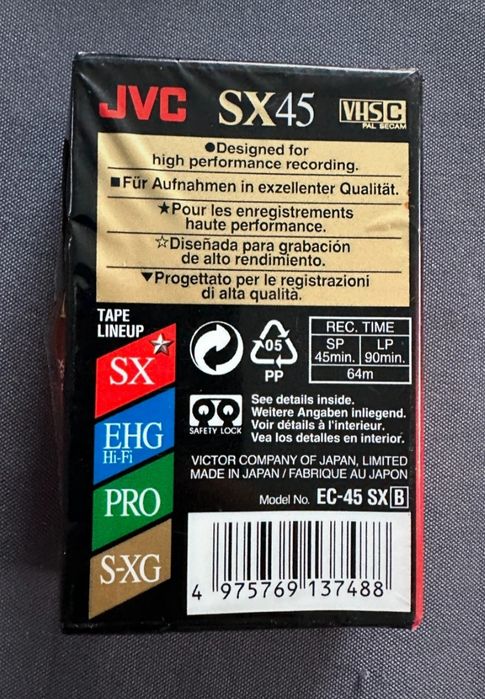 JVC SX45 VHSC
PAL SECAM
●Designed for
high performance recording.
■Für Aufnahmen in exzellenter Qualität.
★Pour les enregistrements
haute performance.
☆Diseñada para grabación
de alto rendimiento.
▼Progettato per le registrazioni
di alta qualità.
TAPE
LINEUP
SX
EHG
Hi-Fi
PRO
S-XG
05
PP
REC. TIME
SP LP
45min. 90min.
64m
SAFETY LOCK
See details inside.
Weitere Angaben inliegend.
Voir détails à l'interieur.
Vea los detalles en interior.
VICTOR COMPANY OF JAPAN, LIMITED
MADE IN JAPAN / FABRIQUE AU JAPON
Model No. EC-45 SX B
4 975769 137488